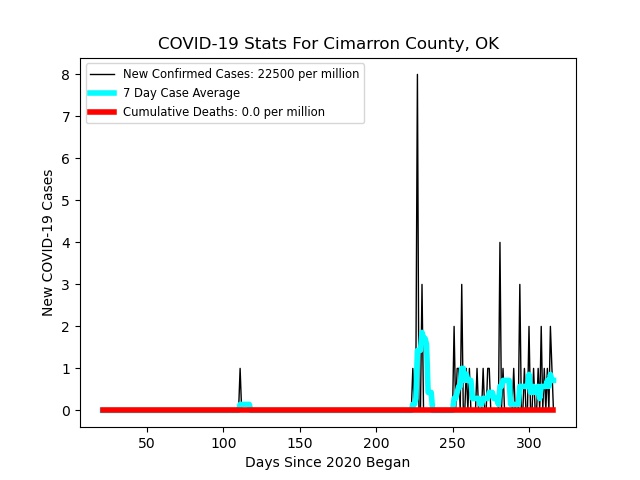 COVID-19 Stats For Cimarron County, OK
New Confirmed Cases: 22500 per million
7 Day Case Average
Cumulative Deaths: 0.0 per million
New COVID-19 Cases
8
7
6
5
4
3
2
1
0
50 100 150 200 250 300
Days Since 2020 Began